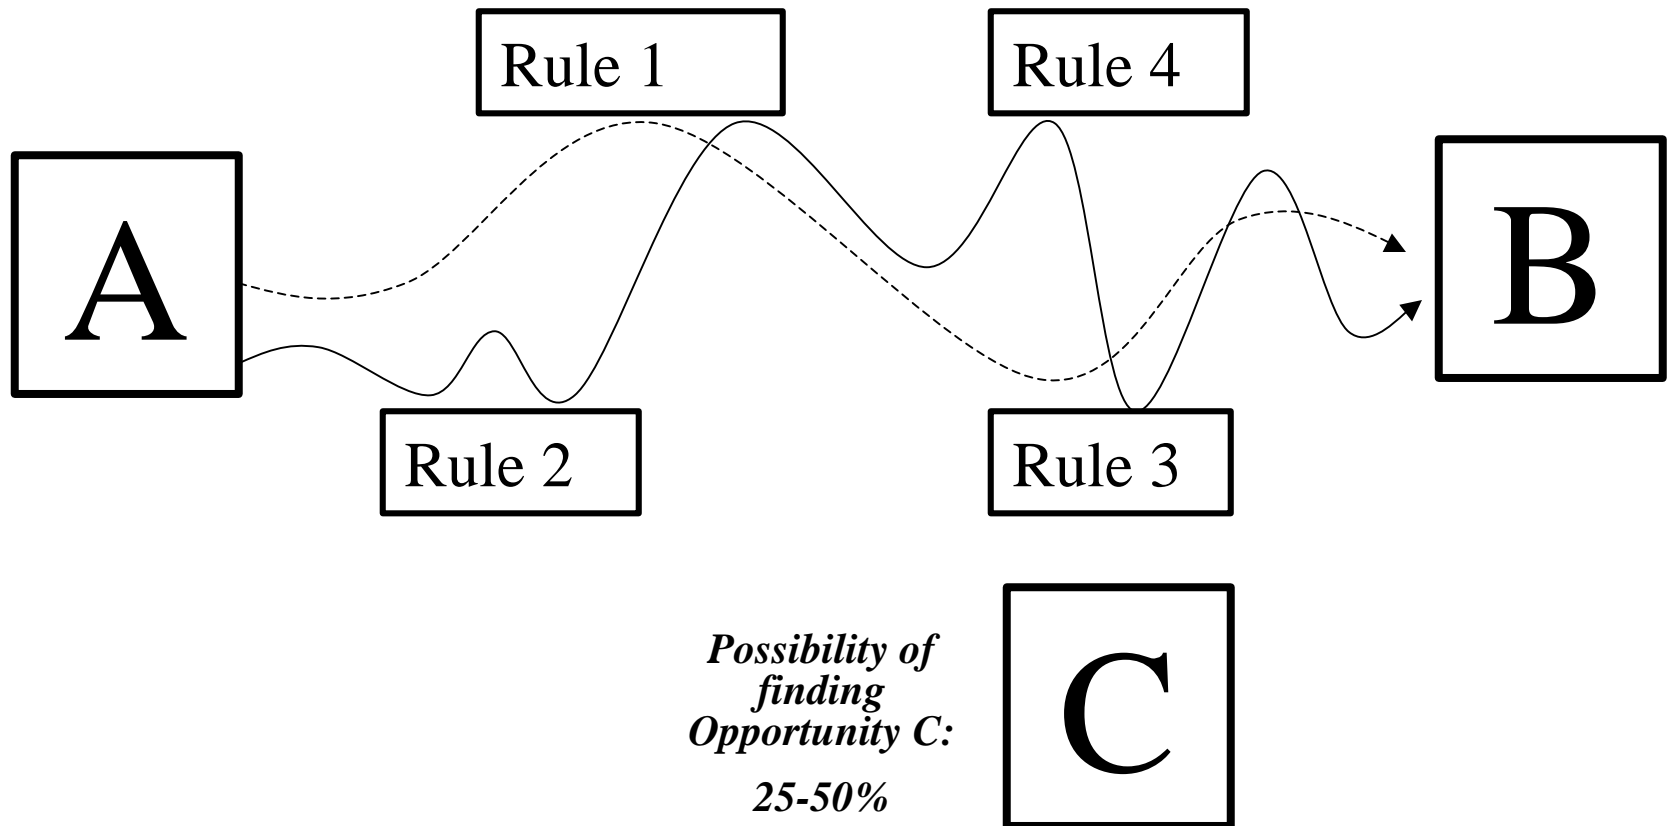 Rule 1
Rule 4
A
B
Rule 2
Rule 3
Possibility of
finding
Opportunity C:
25-50%
C